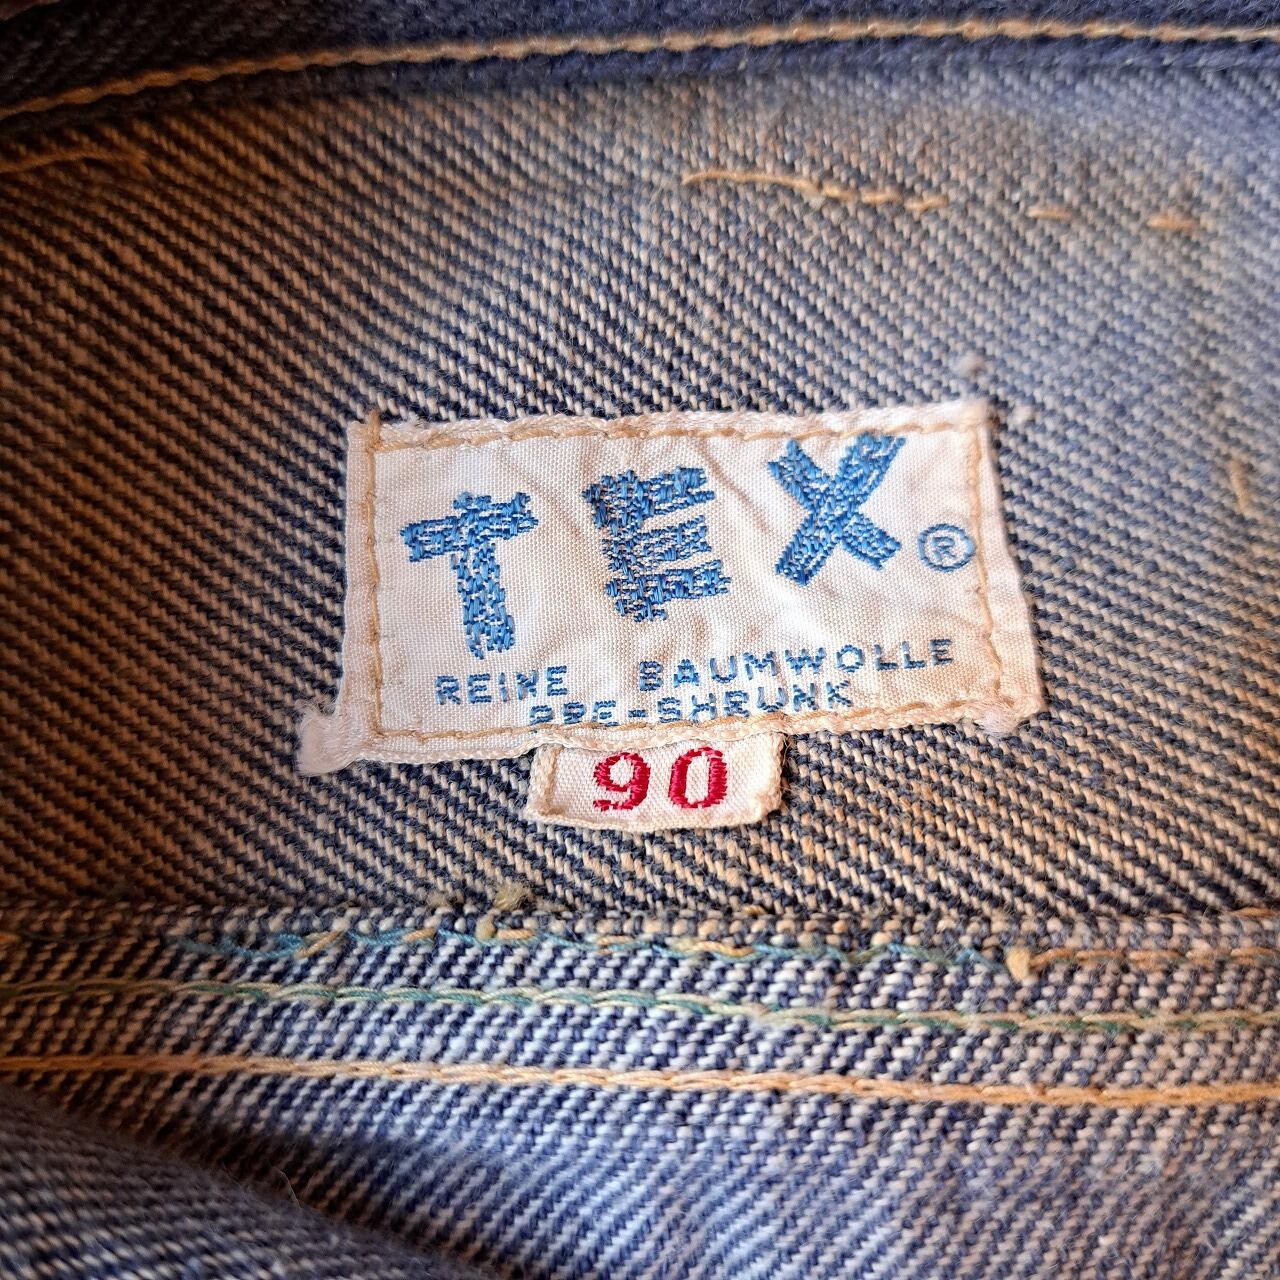 TEX®
REINE BAUMWOLLE
PRE-SHRUNK
90